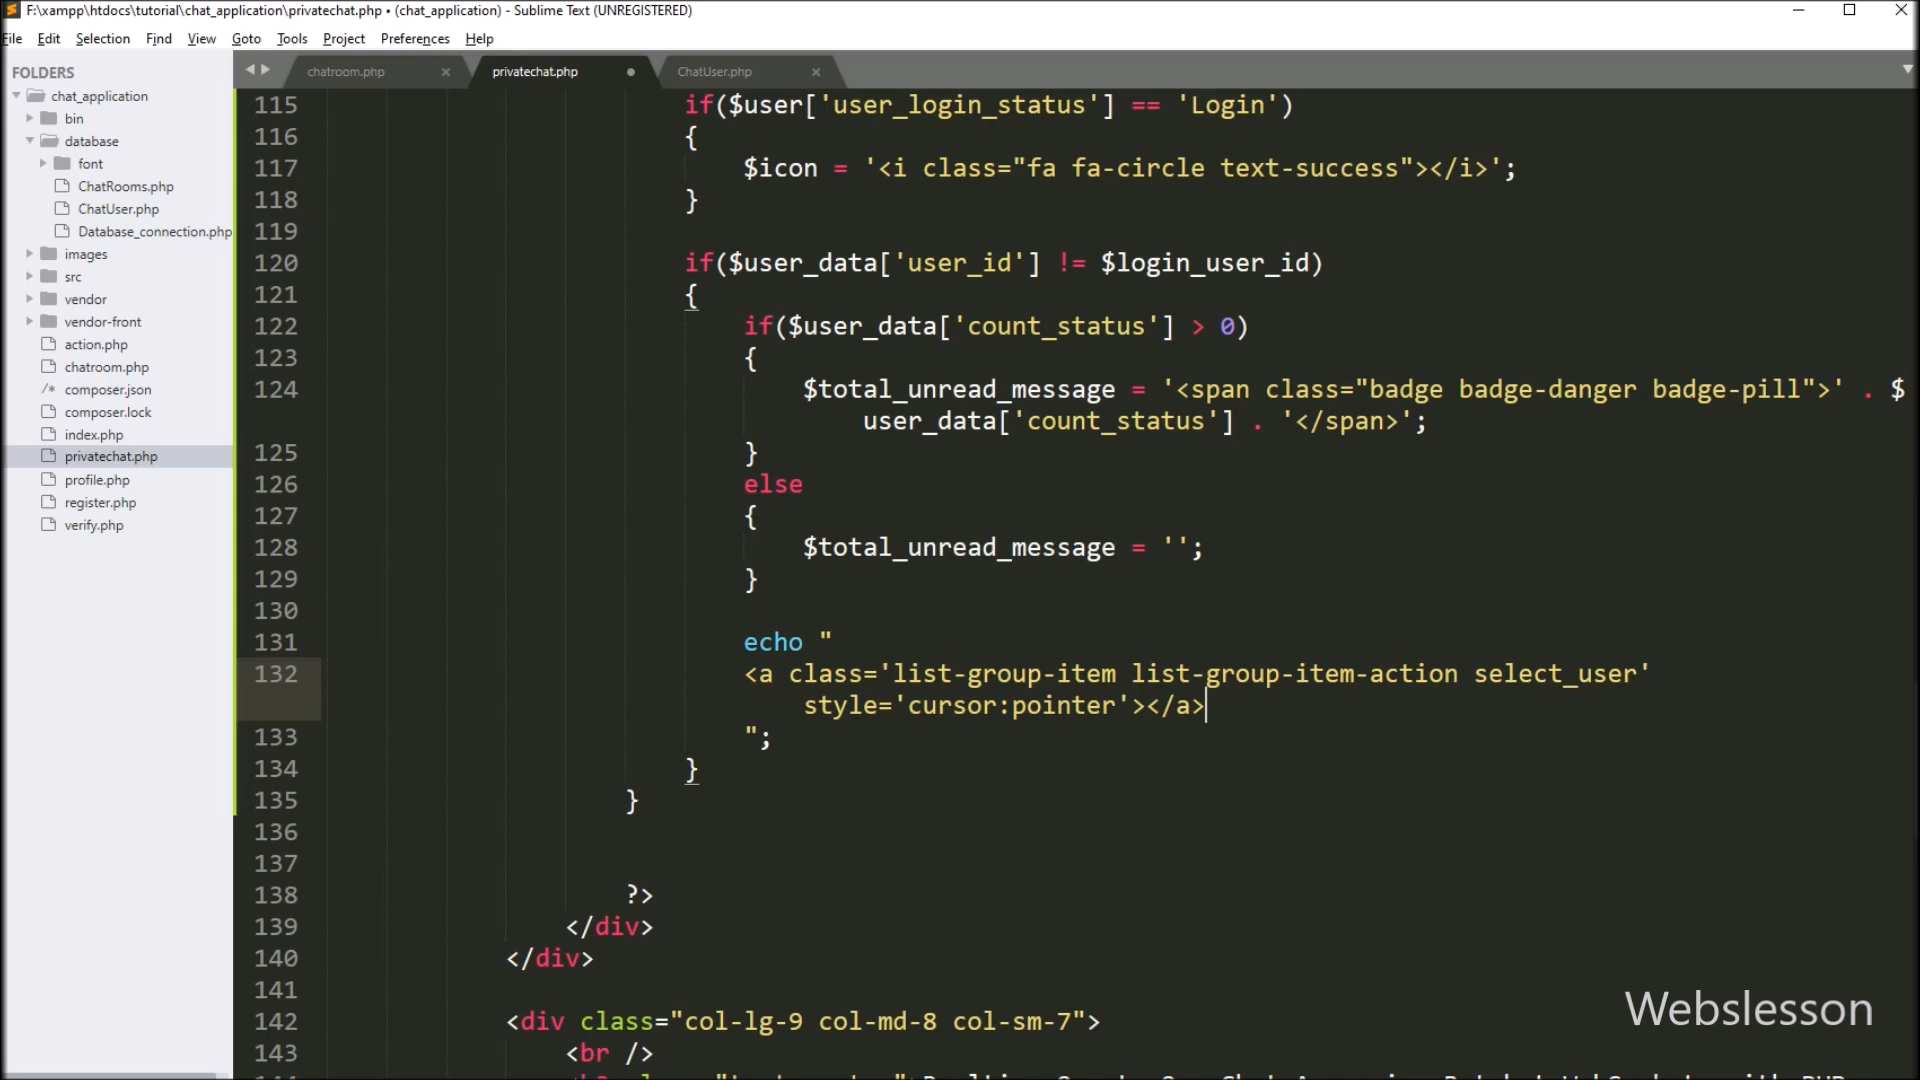 F:\xampp\htdocs\tutorial\chat_application\privatechat.php • (chat_application) - Sublime Text (UNREGISTERED)
File Edit Selection Find View Goto Tools Project Preferences Help
FOLDERS
chat_application
bin
database
font
ChatRooms.php
ChatUser.php
Database_connection.php
images
src
vendor
vendor-front
action.php
chatroom.php
/* composer.json
composer.lock
index.php
privatechat.php
profile.php
register.php
verify.php
chatroom.php × privatechat.php • ChatUser.php ×
115 if($user['user_login_status'] == 'Login')
116 {
117 $icon = '<i class="fa fa-circle text-success"></i>';
118 }
119
120 if($user_data['user_id'] != $login_user_id)
121 {
122 if($user_data['count_status'] > 0)
123 {
124 $total_unread_message = '<span class="badge badge-danger badge-pill">' . $
user_data['count_status'] . '</span>';
125 }
126 else
127 {
128 $total_unread_message = '';
129 }
130
131 echo "
132 <a class='list-group-item list-group-item-action select_user'
style='cursor:pointer'></a>
133 ";
134 }
135 }
136
137
138 ?>
139 </div>
140 </div>
141
142 <div class="col-lg-9 col-md-8 col-sm-7">
143 <br />
Webslesson